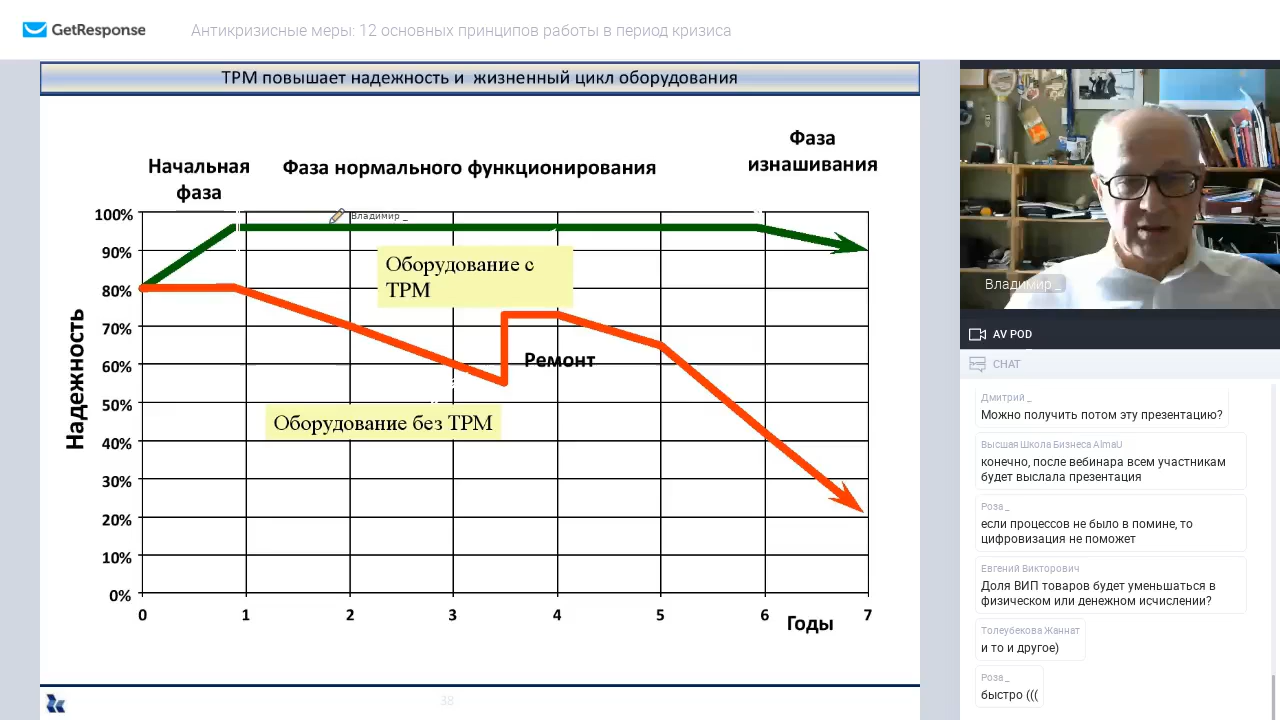 GetResponse
Антикризисные меры: 12 основных принципов работы в период кризиса
ТРМ повышает надежность и жизненный цикл оборудования
Начальная
фаза
Фаза нормального функционирования
Фаза
изнашивания
Надежность
100%
90%
80%
70%
60%
50%
40%
30%
20%
10%
0%
Владимир _
Оборудование с
ТРМ
Ремонт
Оборудование без ТРМ
0
1
2
3
4
5
6
7
Годы
38
Владимир _
AV POD
CHAT
Дмитрий _
Можно получить потом эту презентацию?
Высшая Школа Бизнеса AlmaU
конечно, после вебинара всем участникам
будет выслала презентация
Роза _
если процессов не было в помине, то
цифровизация не поможет
Евгений Викторович
Доля ВИП товаров будет уменьшаться в
физическом или денежном исчислении?
Толеубекова Жаннат
и то и другое)
Роза _
быстро (((